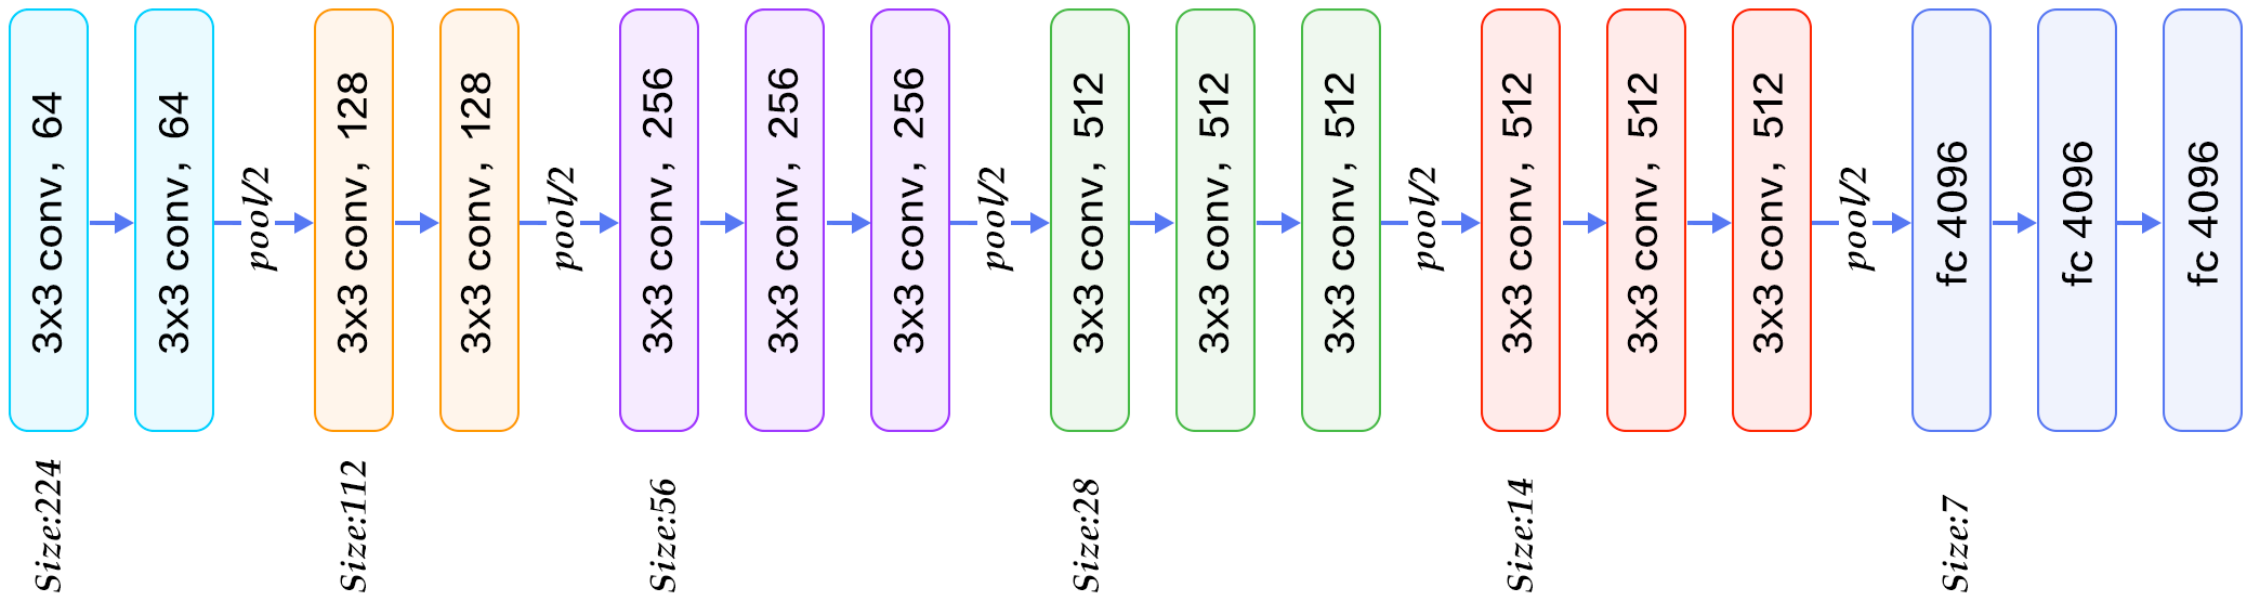 3x3 conv, 64
3x3 conv, 64
pool/2
3x3 conv, 128
3x3 conv, 128
pool/2
3x3 conv, 256
3x3 conv, 256
3x3 conv, 256
pool/2
3x3 conv, 512
3x3 conv, 512
3x3 conv, 512
pool/2
3x3 conv, 512
3x3 conv, 512
3x3 conv, 512
pool/2
fc 4096
fc 4096
fc 4096
Size:224
Size:112
Size:56
Size:28
Size:14
Size:7